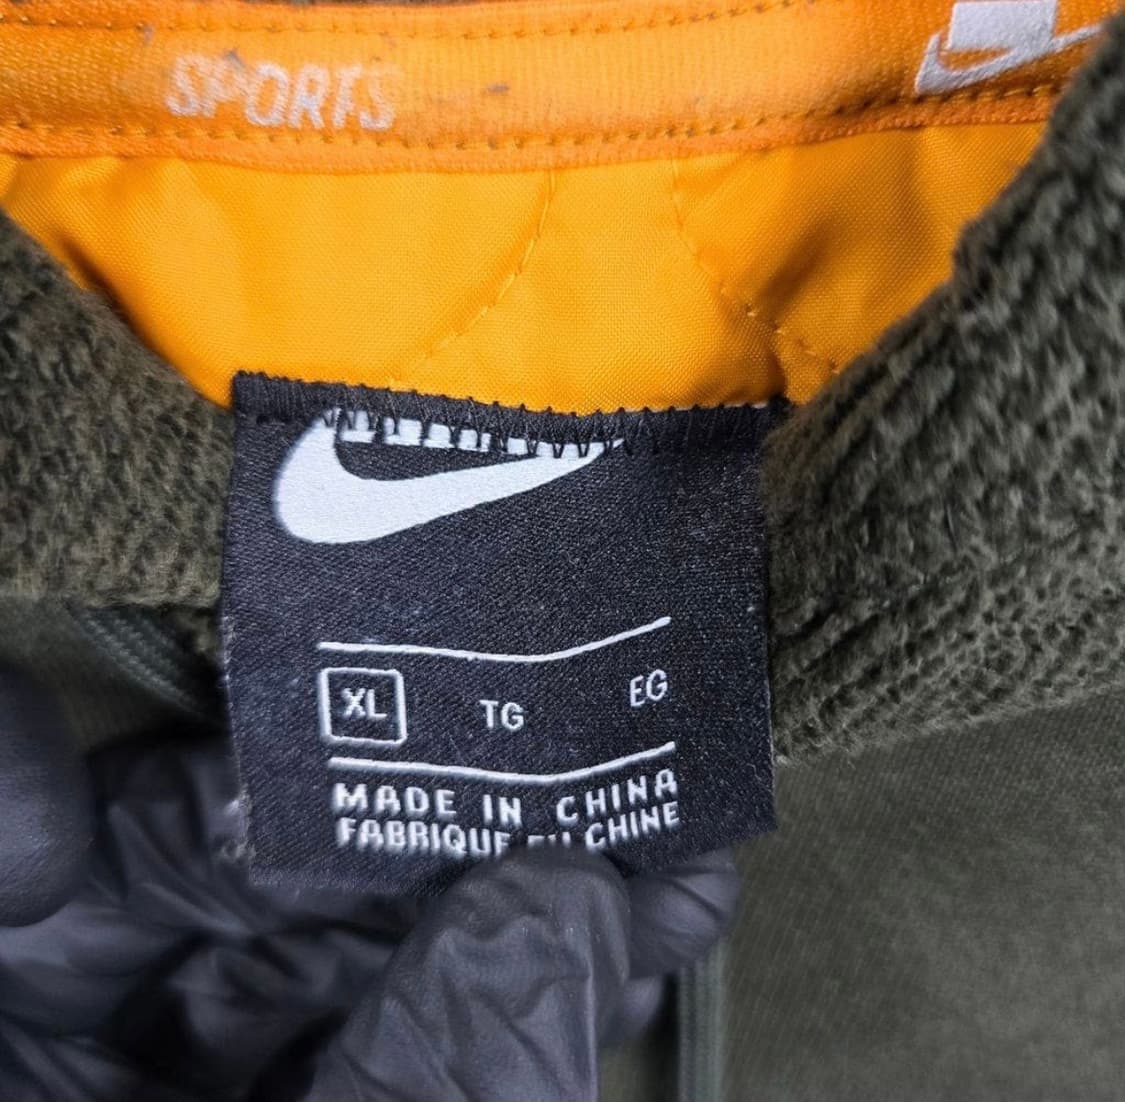 SPORTS
XL TG EG
MADE IN CHINA
FABRIQUE EN CHINE